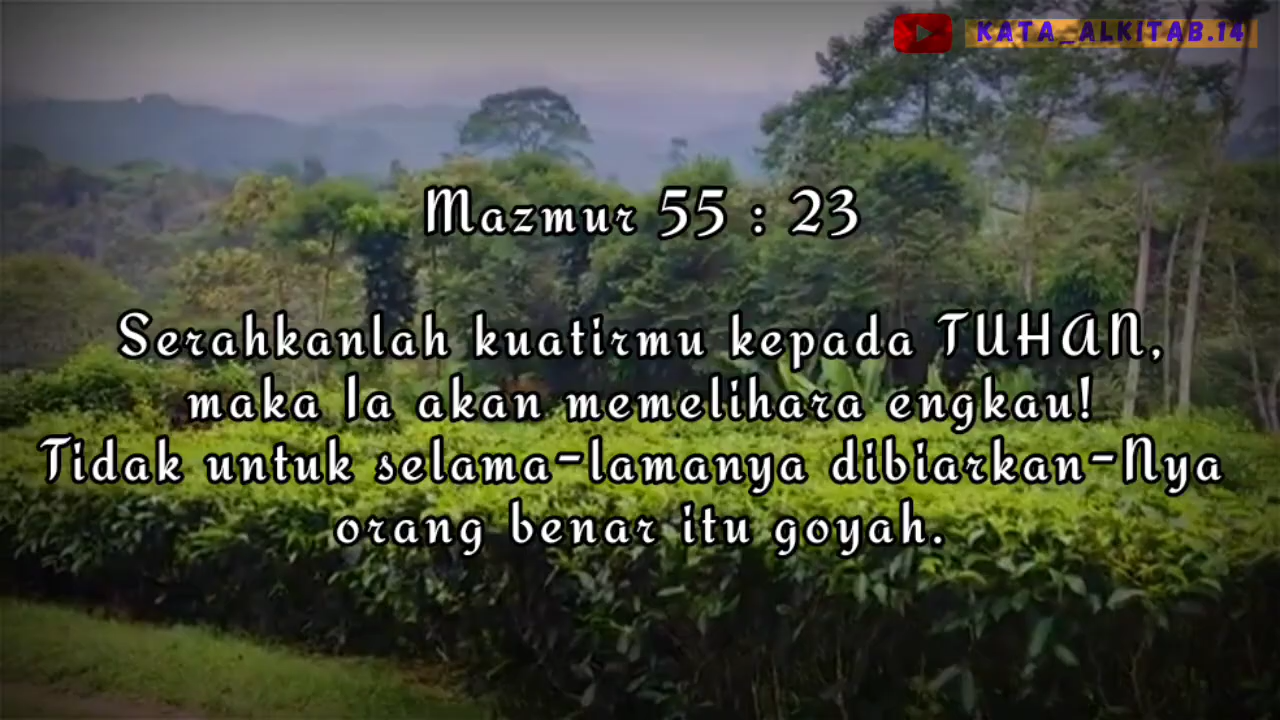 KATA_ALKITAB.14
Mazmur 55 : 23
Serahkanlah kuatirmu kepada TUHAN,
maka Ia akan memelihara engkau!
Tidak untuk selama-lamanya dibiarkan-Nya
orang benar itu goyah.